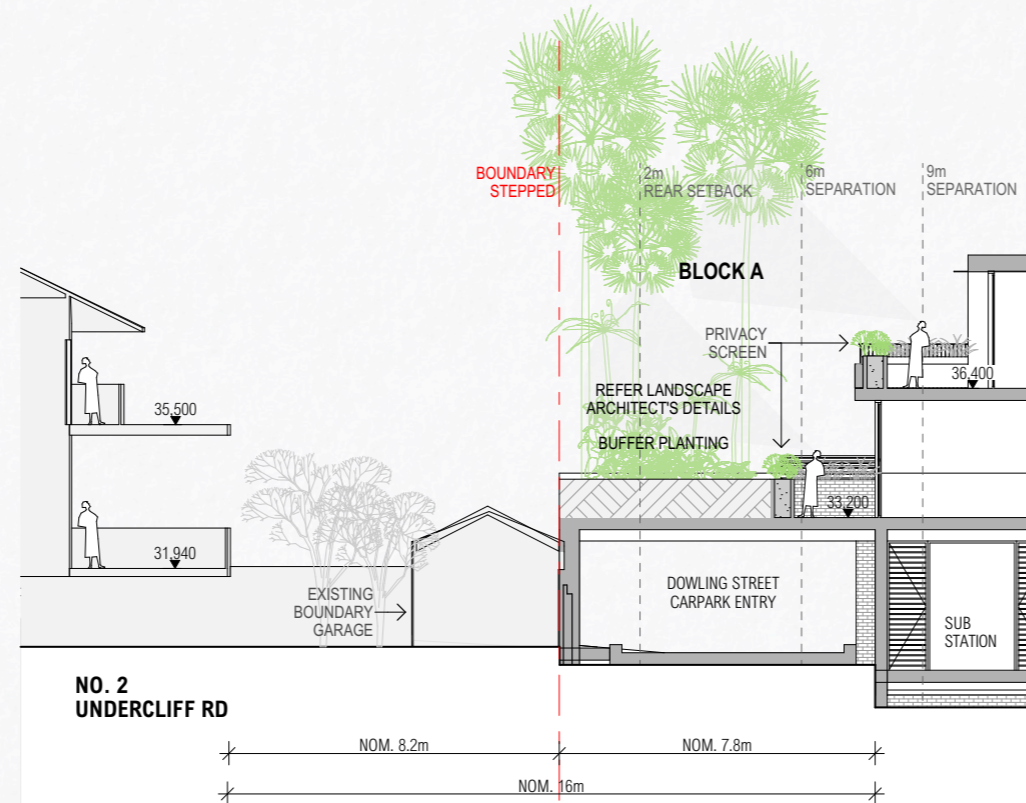 BOUNDARY
STEPPED
2m
REAR SETBACK
6m
SEPARATION
9m
SEPARATION
BLOCK A
PRIVACY
SCREEN
36,400
REFER LANDSCAPE
ARCHITECT'S DETAILS
35,500
BUFFER PLANTING
33,200
31,940
EXISTING
BOUNDARY
GARAGE
DOWLING STREET
CARPARK ENTRY
SUB
STATION
NO. 2
UNDERCLIFF RD
NOM. 8.2m
NOM. 7.8m
NOM. 16m